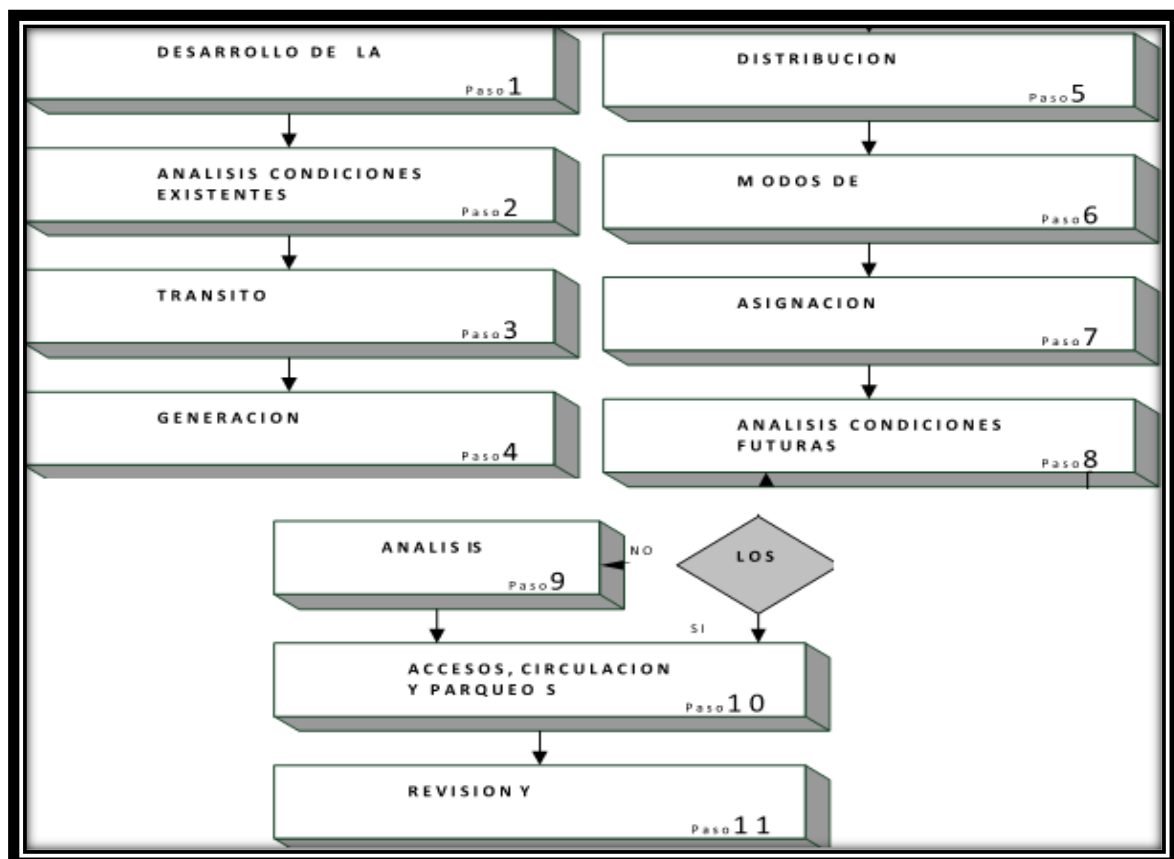 DESARROLLO DE LA
Paso 1
ANALISIS CONDICIONES
EXISTENTES
Paso 2
TRANSITO
Paso 3
GENERACION
Paso 4
DISTRIBUCION
Paso 5
MODOS DE
Paso 6
ASIGNACION
Paso 7
ANALISIS CONDICIONES
FUTURAS
Paso 8
LOS
NO
SI
ANALISIS
Paso 9
ACCESOS, CIRCULACION
Y PARQUEO S
Paso 10
REVISION Y
Paso 11